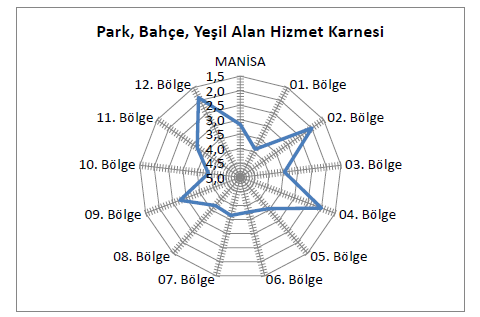 Park, Bahçe, Yeşil Alan Hizmet Karnesi
MANİSA
01. Bölge
02. Bölge
03. Bölge
04. Bölge
05. Bölge
06. Bölge
07. Bölge
08. Bölge
09. Bölge
10. Bölge
11. Bölge
12. Bölge
1,5
2,0
2,5
3,0
3,5
4,0
4,5
5,0